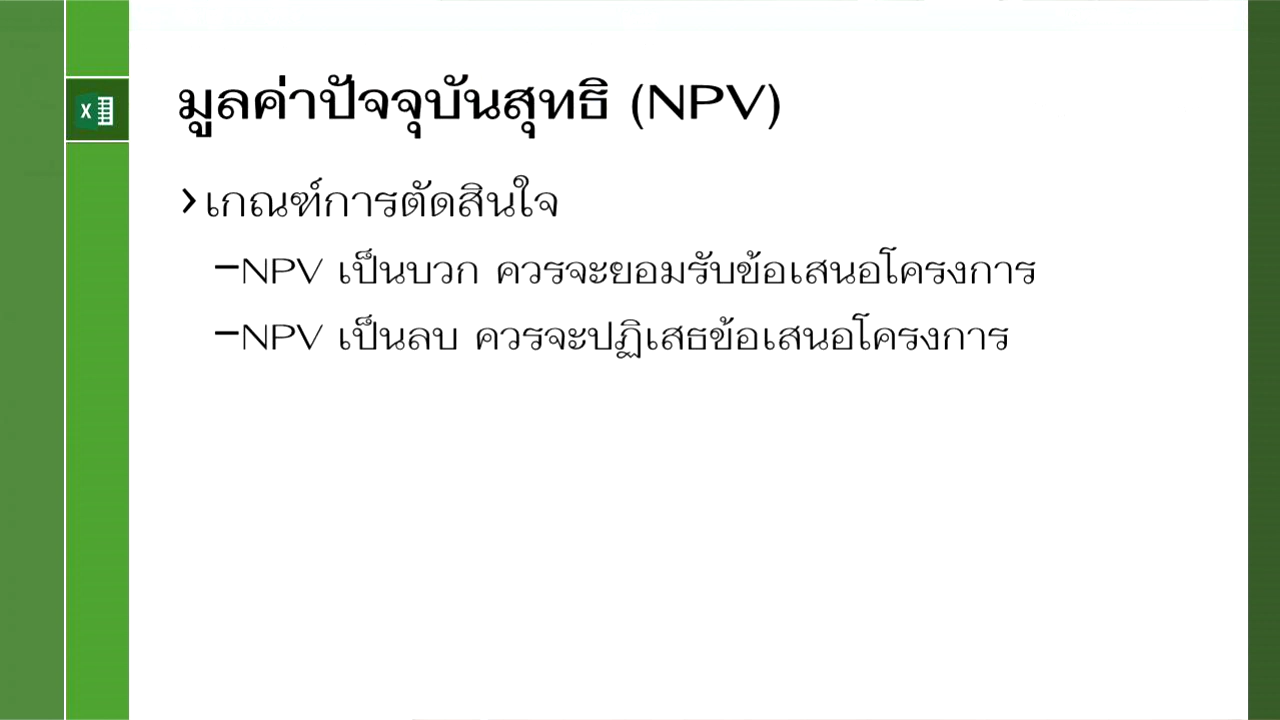 มูลค่าปัจจุบันสุทธิ (NPV)
›เกณฑ์การตัดสินใจ
–NPV เป็นบวก ควรจะยอมรับข้อเสนอโครงการ
–NPV เป็นลบ ควรจะปฏิเสธข้อเสนอโครงการ